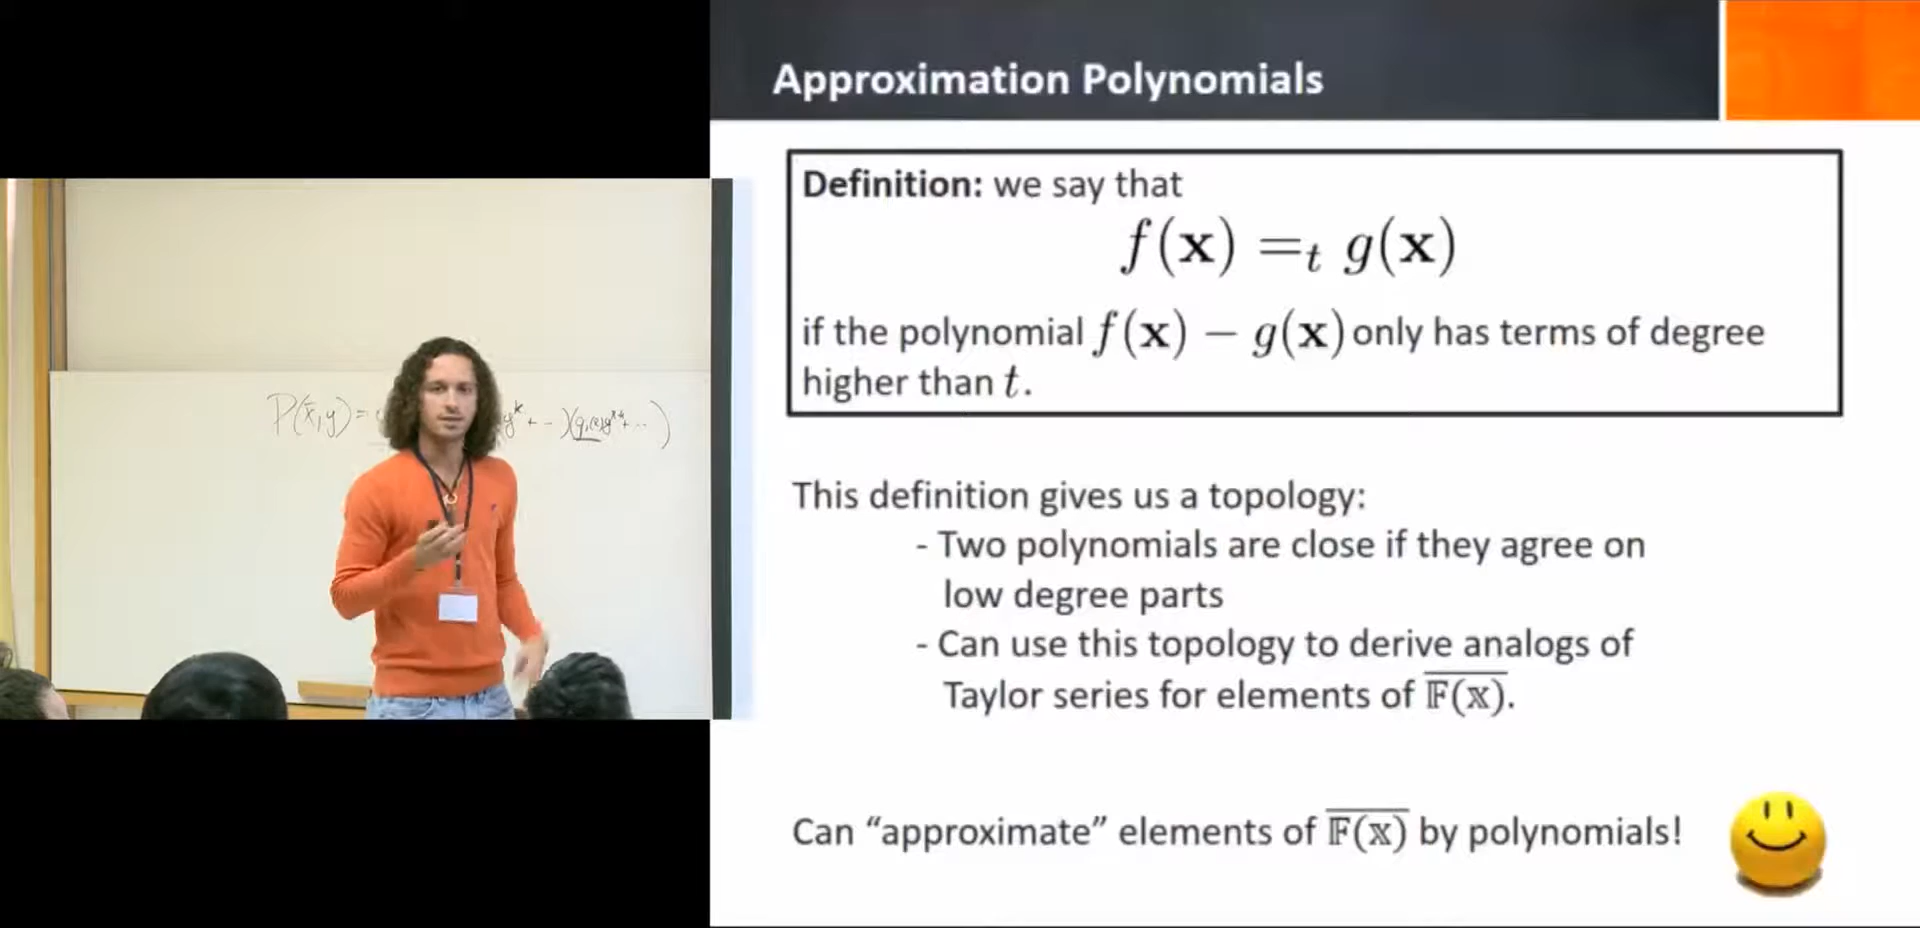 Approximation Polynomials
Definition: we say that
f(x) =ₜ g(x)
if the polynomial f(x) − g(x) only has terms of degree
higher than t.
This definition gives us a topology:
- Two polynomials are close if they agree on
low degree parts
- Can use this topology to derive analogs of
Taylor series for elements of \overline{𝔽(𝕩)}.
Can “approximate” elements of \overline{𝔽(𝕩)} by polynomials!
P(x̄,y)=